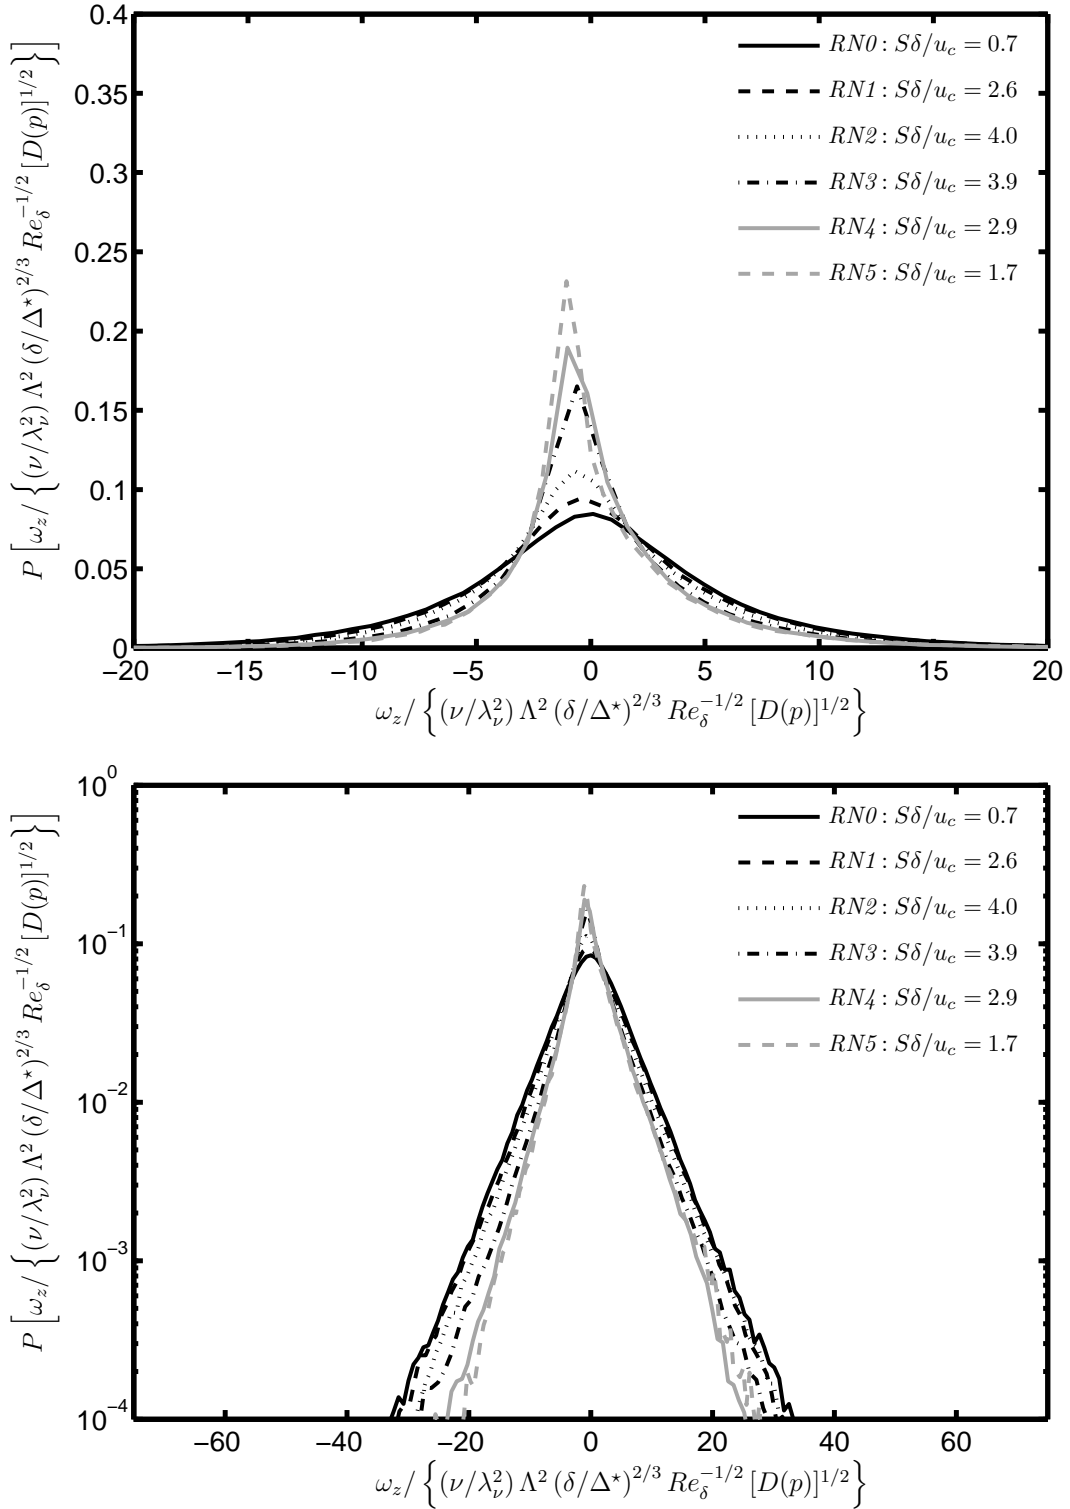 0.4
0.35
0.3
0.25
0.2
0.15
0.1
0.05
0
P [ω_z/ {(ν/λ_ν^2) Λ^2 (δ/Δ⋆)^{2/3} Re_δ^{−1/2} [D(p)]^{1/2}}]
RN0 : Sδ/u_c = 0.7
RN1 : Sδ/u_c = 2.6
RN2 : Sδ/u_c = 4.0
RN3 : Sδ/u_c = 3.9
RN4 : Sδ/u_c = 2.9
RN5 : Sδ/u_c = 1.7
−20 −15 −10 −5 0 5 10 15 20
ω_z/ {(ν/λ_ν^2) Λ^2 (δ/Δ⋆)^{2/3} Re_δ^{−1/2} [D(p)]^{1/2}}
10^0
10^{−1}
10^{−2}
10^{−3}
10^{−4}
P [ω_z/ {(ν/λ_ν^2) Λ^2 (δ/Δ⋆)^{2/3} Re_δ^{−1/2} [D(p)]^{1/2}}]
RN0 : Sδ/u_c = 0.7
RN1 : Sδ/u_c = 2.6
RN2 : Sδ/u_c = 4.0
RN3 : Sδ/u_c = 3.9
RN4 : Sδ/u_c = 2.9
RN5 : Sδ/u_c = 1.7
−60 −40 −20 0 20 40 60
ω_z/ {(ν/λ_ν^2) Λ^2 (δ/Δ⋆)^{2/3} Re_δ^{−1/2} [D(p)]^{1/2}}